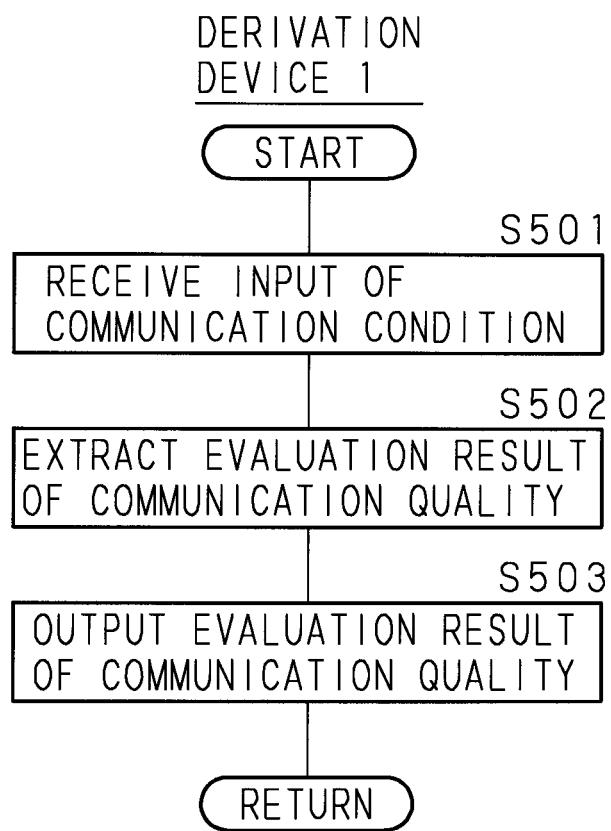 DERIVATION
DEVICE 1
START
S501
RECEIVE INPUT OF
COMMUNICATION CONDITION
S502
EXTRACT EVALUATION RESULT
OF COMMUNICATION QUALITY
S503
OUTPUT EVALUATION RESULT
OF COMMUNICATION QUALITY
RETURN